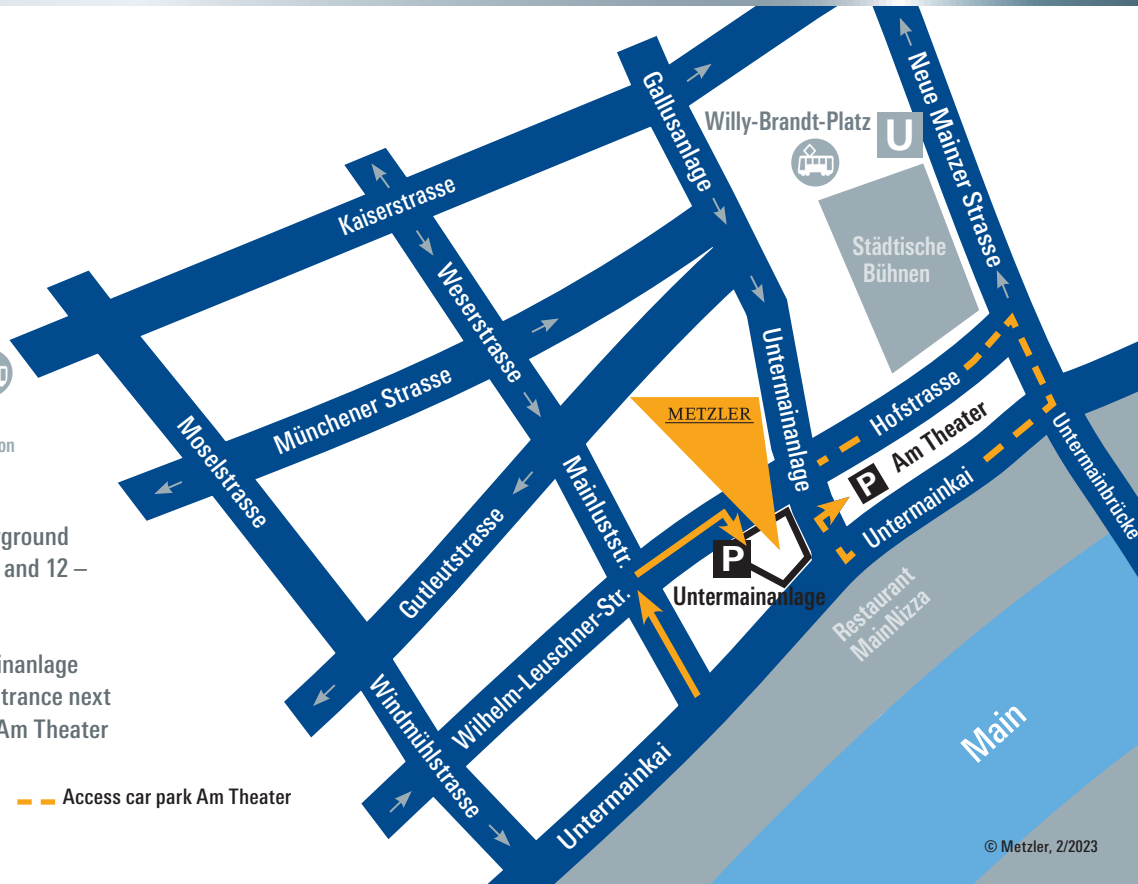 Gallusanlage
Neue Mainzer Strasse
Willy-Brandt-Platz
U
Kaiserstrasse
Städtische
Bühnen
Weserstrasse
Untermainanlage
Münchener Strasse
Hofstrasse
METZLER
P Am Theater
Moselstrasse
on
Mainluststr.
Untermainkai
Untermainbrücke
Gutleutstrasse
rground
and 12 –
P
Untermainanlage
Wilhelm-Leuschner-Str.
Restaurant
MainNizza
inanlage
trance next
Am Theater
Windmühlstrasse
Main
Untermainkai
Access car park Am Theater
© Metzler, 2/2023